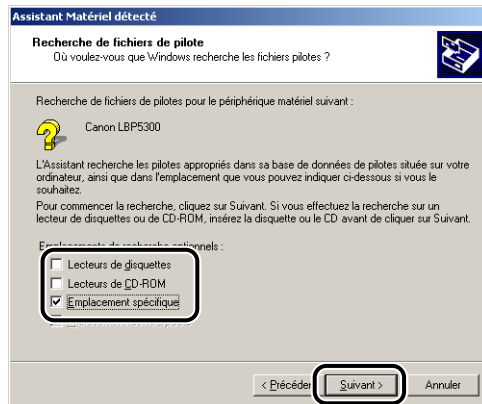 Assistant Matériel détecté
Recherche de fichiers de pilote
Où voulez-vous que Windows recherche les fichiers pilotes ?
Recherche de fichiers de pilotes pour le périphérique matériel suivant :
Canon LBP5300
L'Assistant recherche les pilotes appropriés dans sa base de données de pilotes située sur votre
ordinateur, ainsi que dans l'emplacement que vous pouvez indiquer ci-dessous si vous le
souhaitez.
Pour commencer la recherche, cliquez sur Suivant. Si vous effectuez la recherche sur un
lecteur de disquettes ou de CD-ROM, insérez la disquette ou le CD avant de cliquer sur Suivant.
Emplacements de recherche optionnels :
Lecteurs de disquettes
Lecteurs de CD-ROM
Emplacement spécifique
< Précéden Suivant > Annuler